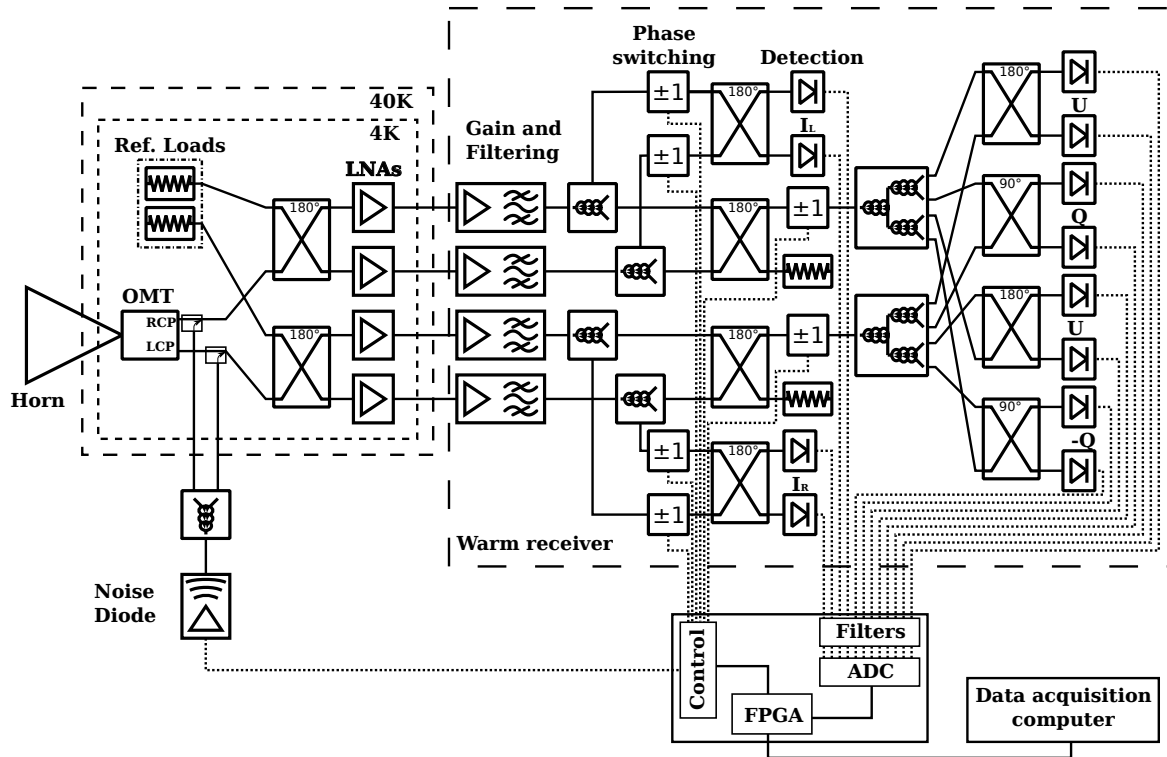 Phase
switching
Detection
40K
4K
Ref. Loads
LNAs
Gain and
Filtering
±1
±1
±1
±1
±1
±1
180°
180°
180°
180°
180°
180°
180°
90°
180°
90°
I_L
I_R
U
Q
U
-Q
OMT
RCP
LCP
Horn
Warm receiver
Noise
Diode
Control
Filters
ADC
FPGA
Data acquisition
computer